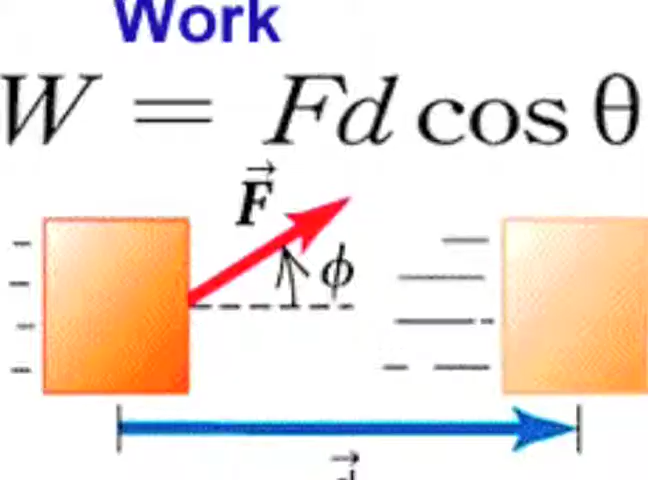 Work
W = Fd cos θ
F⃗
ϕ